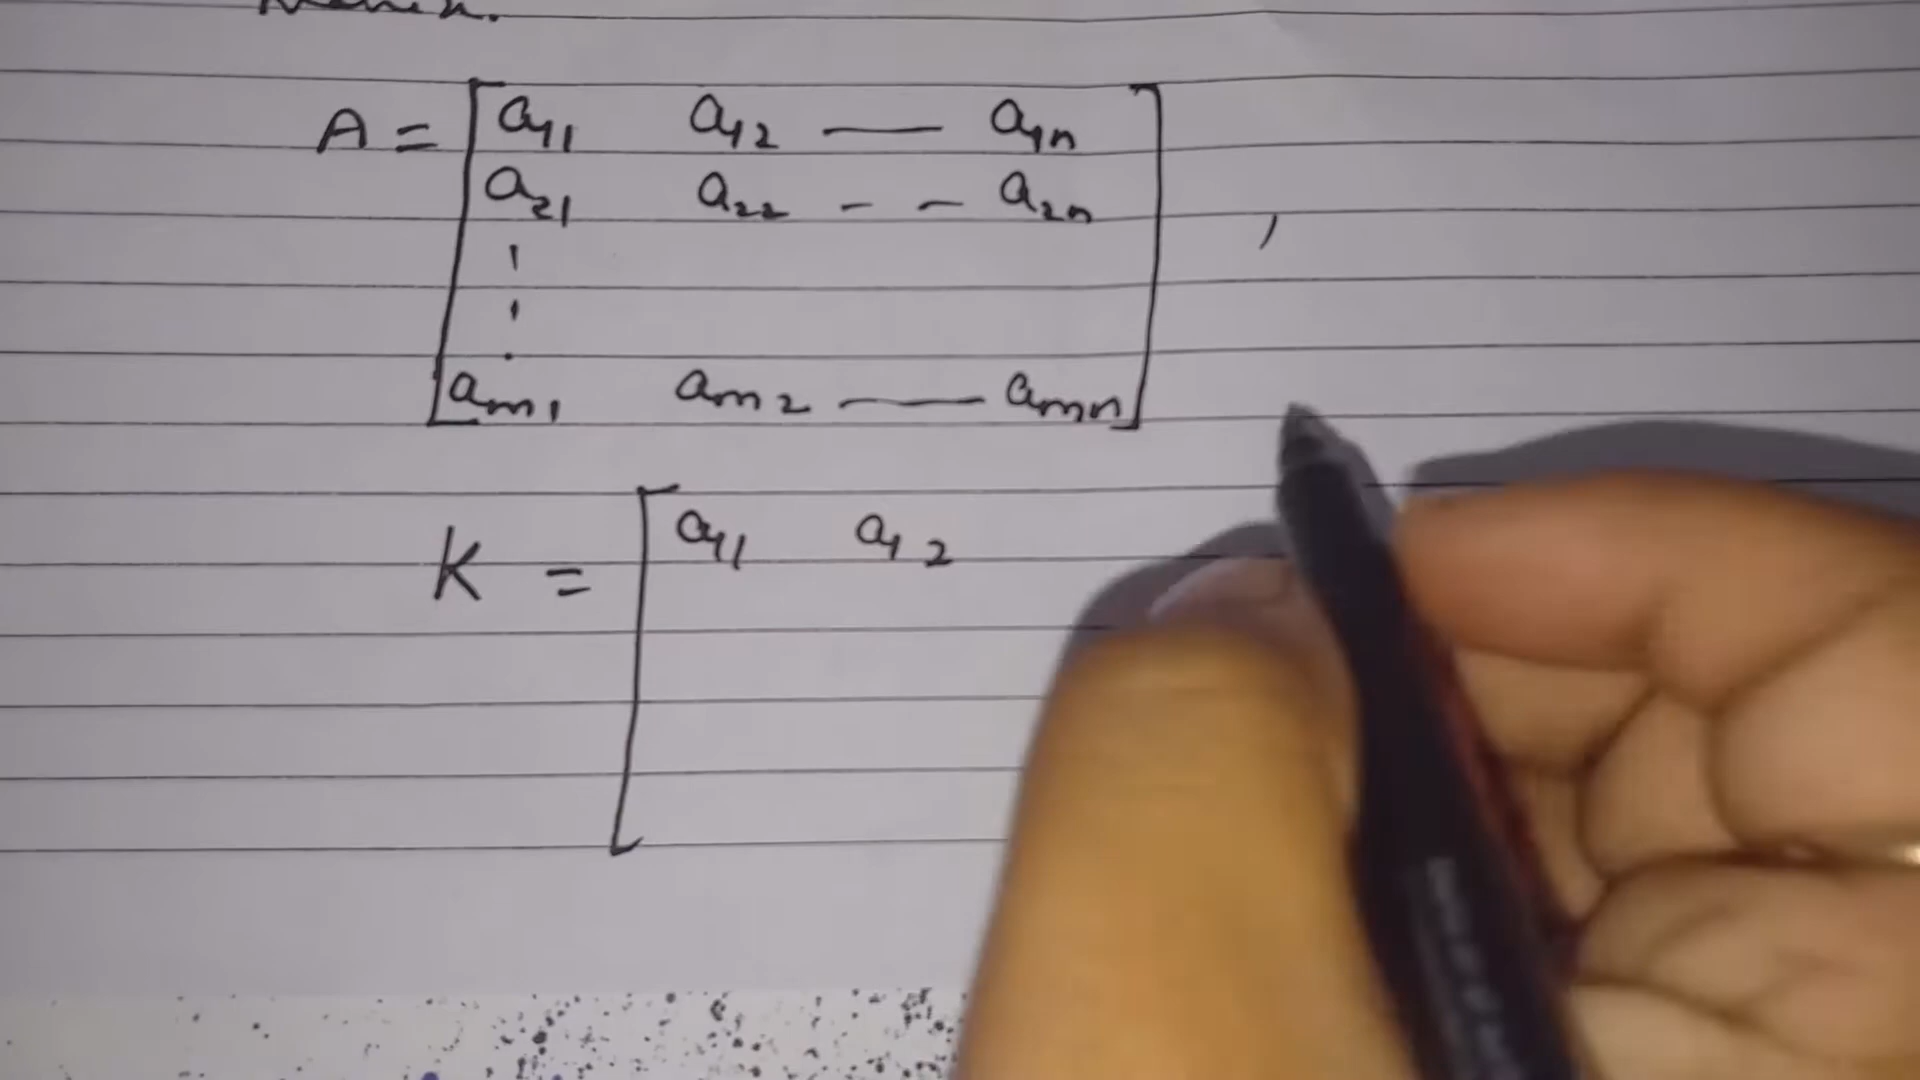 A = [ a11 a12 — a1n ] ,
a21 a22 - - a2n
am1 am2 — amn
K = [ a11 a12